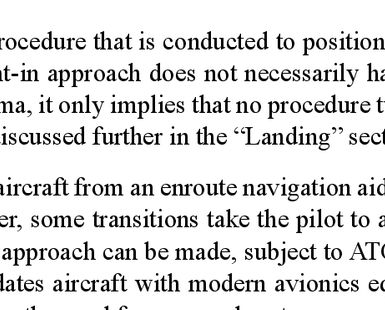 rocedure that is conducted to position
t-in approach does not necessarily ha
ma, it only implies that no procedure t
discussed further in the “Landing” sect
aircraft from an enroute navigation aid
er, some transitions take the pilot to a
approach can be made, subject to ATC
dates aircraft with modern avionics eq